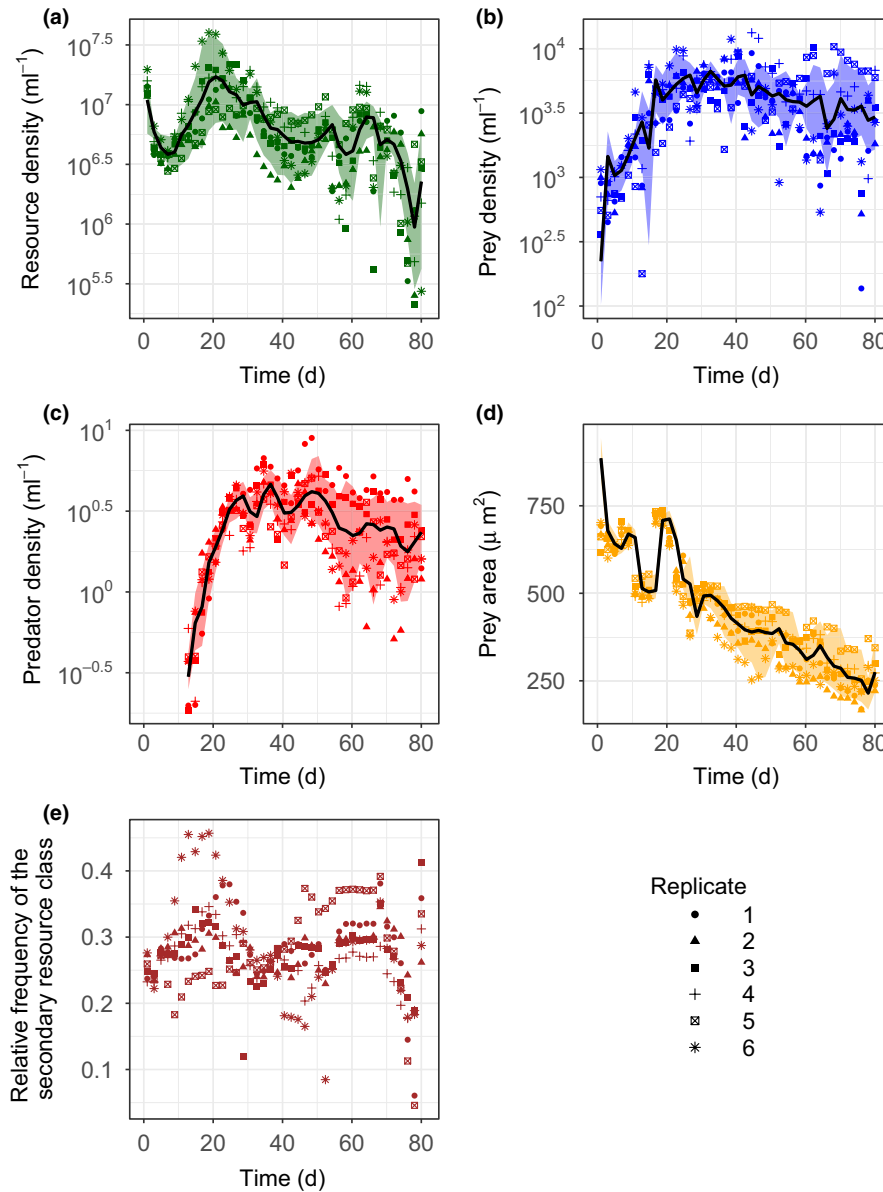 (a)
Resource density (ml⁻¹)
10^7.5
10^7
10^6.5
10^6
10^5.5
0 20 40 60 80
Time (d)
(b)
Prey density (ml⁻¹)
10^4
10^3.5
10^3
10^2.5
10^2
0 20 40 60 80
Time (d)
(c)
Predator density (ml⁻¹)
10^1
10^0.5
10^0
10^−0.5
0 20 40 60 80
Time (d)
(d)
Prey area (μ m²)
750
500
250
0 20 40 60 80
Time (d)
(e)
Relative frequency of the
secondary resource class
0.4
0.3
0.2
0.1
0 20 40 60 80
Time (d)
Replicate
1
2
3
4
5
6